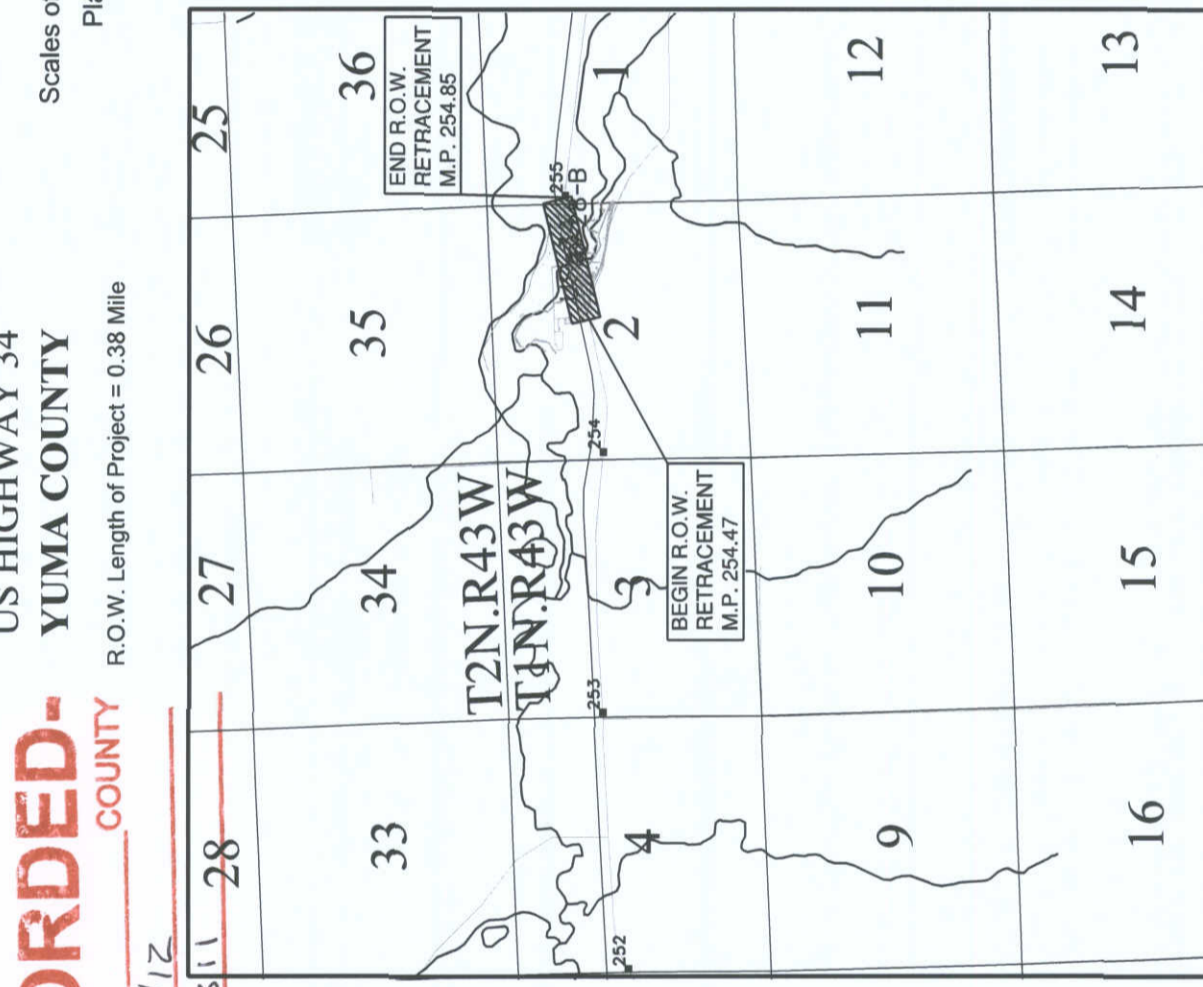 US HIGHWAY 34
YUMA COUNTY
R.O.W. Length of Project = 0.38 Mile
Scales of
Pla
ORDED-
COUNTY
28
27
26
25
33
34
35
36
T2N.R43W
T1N.R43W
END R.O.W.
RETRACEMENT
M.P. 254.85
252
253
254
255
4
3
2
1
BEGIN R.O.W.
RETRACEMENT
M.P. 254.47
9
10
11
12
16
15
14
13